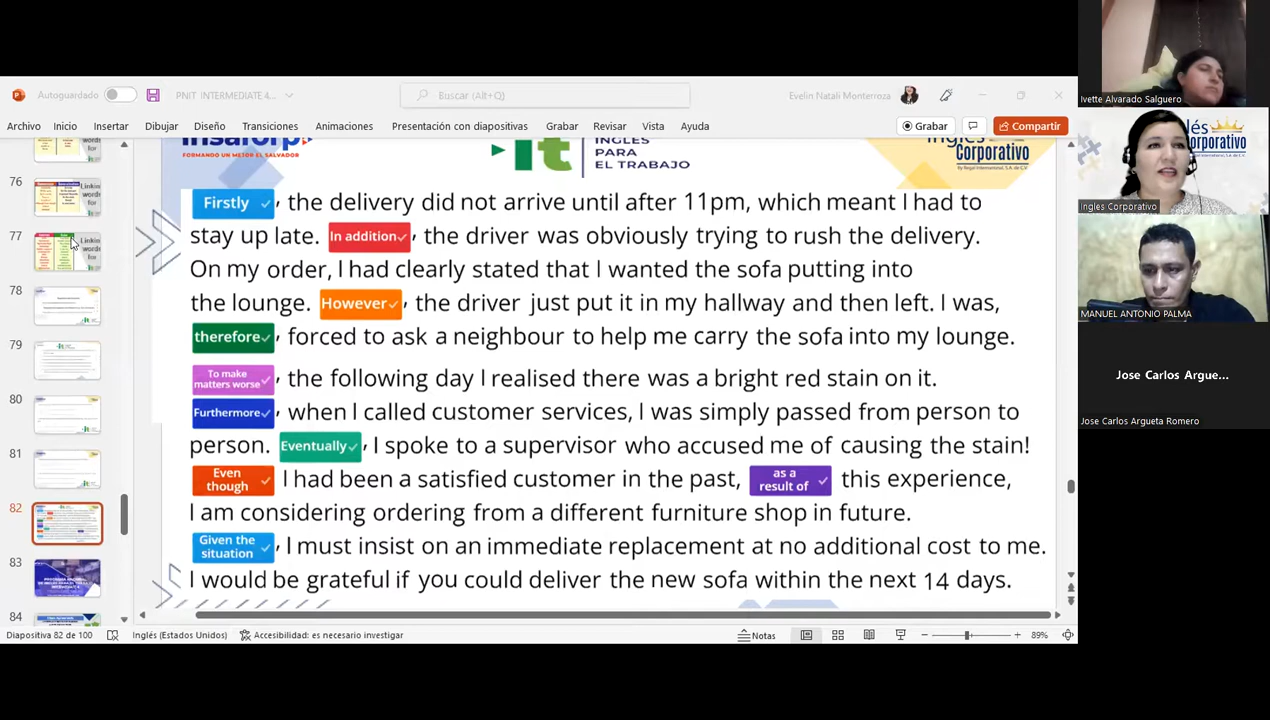 Autoguardado
PNIT INTERMEDIATE 4...
Buscar (Alt+Q)
Evelin Natali Monterroza
Archivo Inicio Insertar Dibujar Diseño Transiciones Animaciones Presentación con diapositivas Grabar Revisar Vista Ayuda
Grabar
Compartir
insaforp
FORMANDO UN MEJOR EL SALVADOR
it
INGLÉS
PARA
EL TRABAJO
Inglés
Corporativo
76
77
78
79
80
81
82
83
84
Firstly, the delivery did not arrive until after 11pm, which meant I had to
stay up late. In addition, the driver was obviously trying to rush the delivery.
On my order, I had clearly stated that I wanted the sofa putting into
the lounge. However, the driver just put it in my hallway and then left. I was,
therefore, forced to ask a neighbour to help me carry the sofa into my lounge.
To make matters worse, the following day I realised there was a bright red stain on it.
Furthermore, when I called customer services, I was simply passed from person to
person. Eventually, I spoke to a supervisor who accused me of causing the stain!
Even though I had been a satisfied customer in the past, as a result of this experience,
I am considering ordering from a different furniture shop in future.
Given the situation, I must insist on an immediate replacement at no additional cost to me.
I would be grateful if you could deliver the new sofa within the next 14 days.
Diapositiva 82 de 100
Inglés (Estados Unidos)
Accesibilidad: es necesario investigar
Notas
89%
Ivette Alvarado Salguero
Ingles Corporativo
MANUEL ANTONIO PALMA
Jose Carlos Argue...
Jose Carlos Argueta Romero